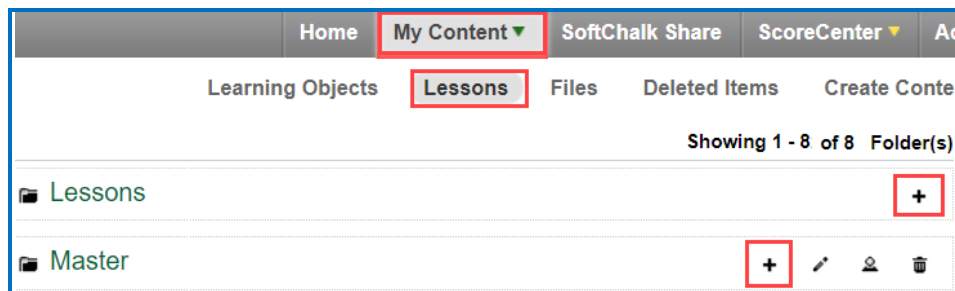 Home My Content SoftChalk Share ScoreCenter
Learning Objects Lessons Files Deleted Items Create
Showing 1 - 8 of 8 Folder(s)
Lessons
Master